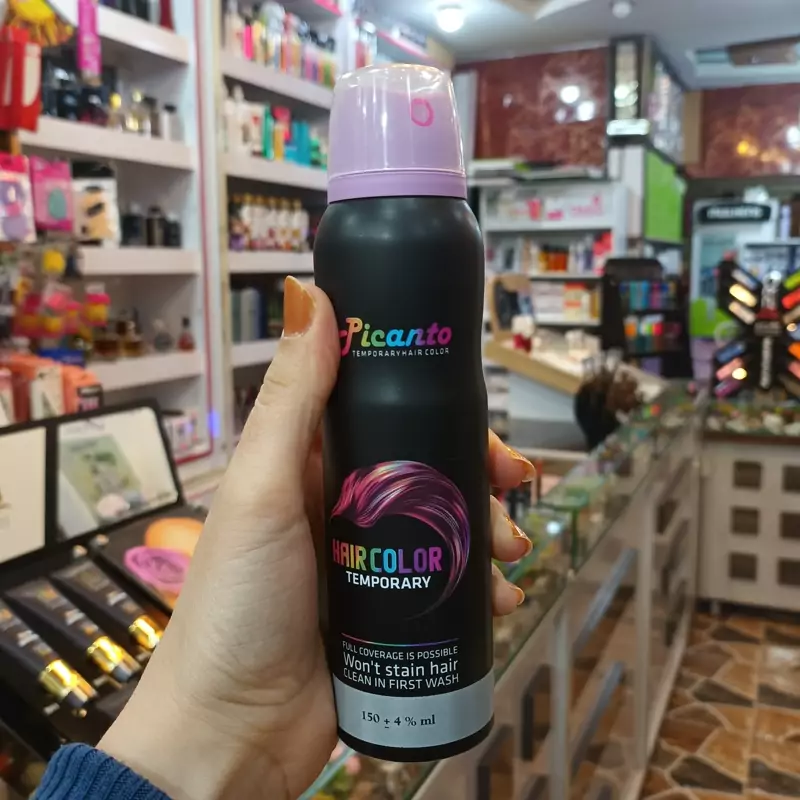 Picanto
TEMPORARY HAIR COLOR
HAIR COLOR
TEMPORARY
FULL COVERAGE IS POSSIBLE
Won't stain hair
CLEAN IN FIRST WASH
150 ± 4 % ml